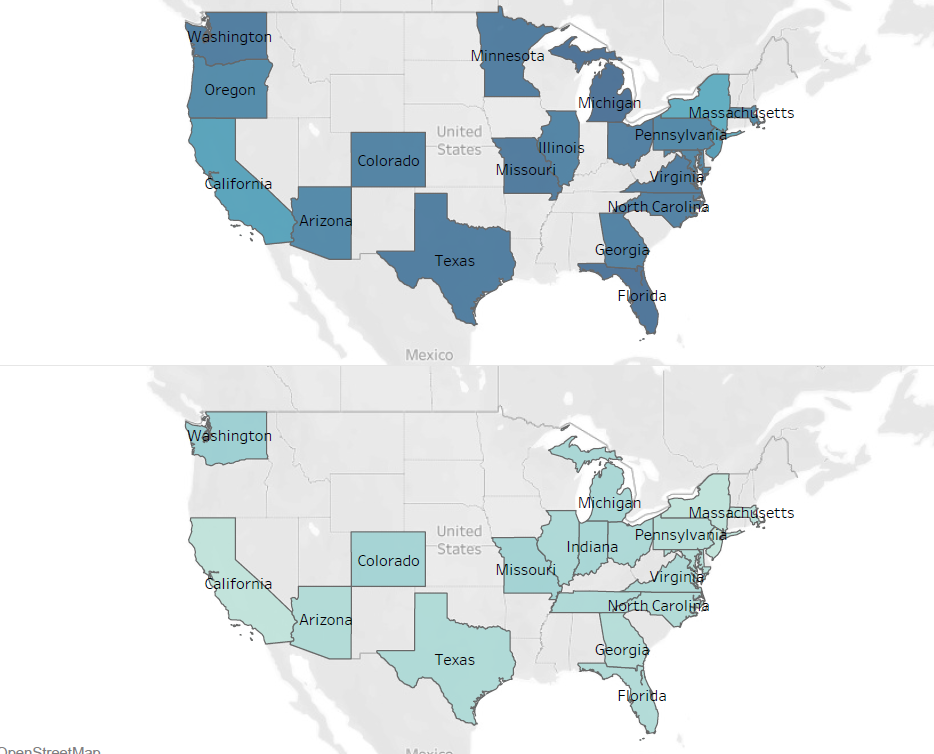 Washington
Minnesota
Oregon
Michigan
Massachusetts
United
States
Pennsylvania
Illinois
Colorado
Missouri
Virginia
California
North Carolina
Arizona
Georgia
Texas
Florida
Mexico
Washington
Michigan
Massachusetts
United
States
Pennsylvania
Indiana
Colorado
Missouri
Virginia
California
North Carolina
Arizona
Georgia
Texas
Florida
Mexico
OpenStreetMap